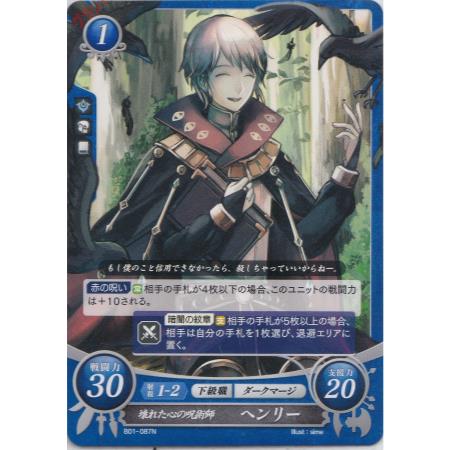 1
もし僕のこと信用できなかったら、殺しちゃっていいからねー。
赤の呪い 常 相手の手札が4枚以下の場合、このユニットの戦闘力
は+10される。
暗闇の紋章 支 相手の手札が5枚以上の場合、
相手は自分の手札を1枚選び、退避エリアに
置く。
戦闘力
30
射程 1-2
下級職
ダークマージ
支援力
20
壊れた心の呪術師 ヘンリー
B01-087N
Illust：sime